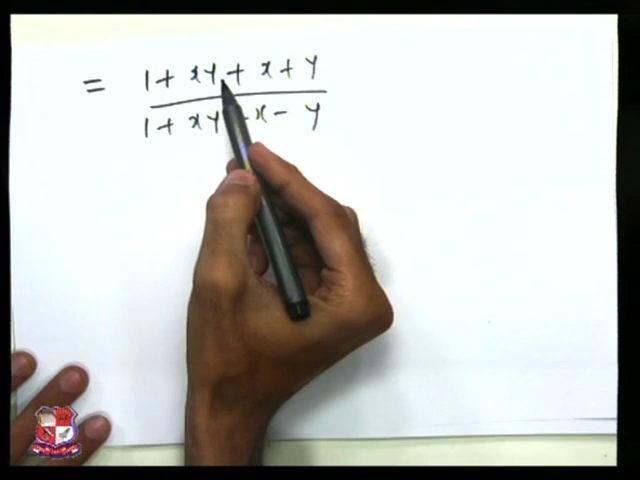 = 1 + xy + x + y
1 + xy - x - y